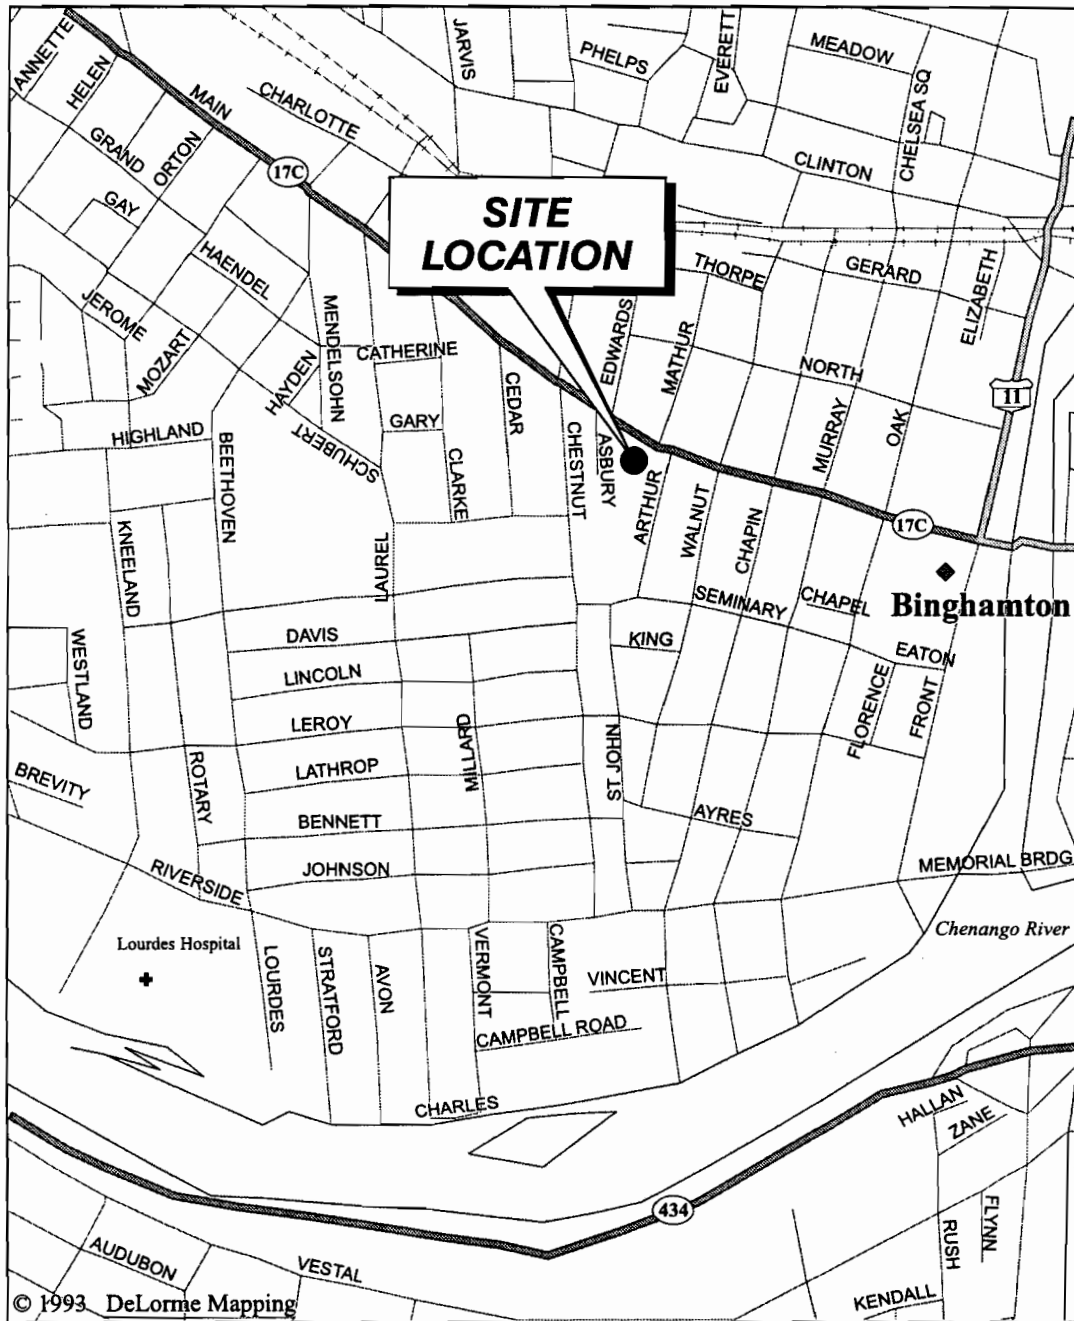 ANNETTE
HELEN
GRAND
ORTON
MAIN
CHARLOTTE
17C
GAY
JARVIS
PHELPS
EVERETT
MEADOW
CHELSEA SQ
CLINTON
SITE
LOCATION
THORPE
GERARD
ELIZABETH
HAENDEL
JEROME
MOZART
HAYDEN
MENDELSOHN
CATHERINE
CEDAR
EDWARDS
MATHUR
NORTH
11
HIGHLAND
BEETHOVEN
SCHUBERT
GARY
CLARKE
CHESTNUT
ASBURY
ARTHUR
WALNUT
CHAPIN
MURRAY
OAK
17C
KNEELAND
LAUREL
SEMINARY
CHAPEL
Binghamton
WESTLAND
DAVIS
KING
EATON
LINCOLN
LEROY
MILLARD
ST JOHN
FLORENCE
FRONT
BREVITY
ROTARY
LATHROP
BENNETT
AYRES
JOHNSON
RIVERSIDE
MEMORIAL BRDG
Chenango River
Lourdes Hospital
LOURDES
STRATFORD
AVON
VERMONT
CAMPBELL
VINCENT
CAMPBELL ROAD
CHARLES
HALLAN
ZANE
434
FLYNN
RUSH
AUDUBON
VESTAL
KENDALL
© 1993 DeLorme Mapping